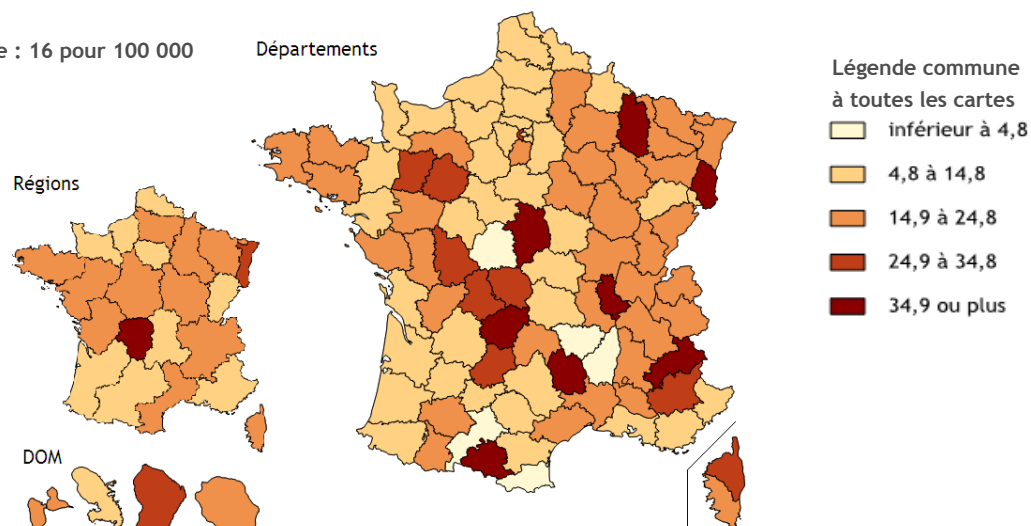 e : 16 pour 100 000
Départements
Régions
DOM
Légende commune
à toutes les cartes
inférieur à 4,8
4,8 à 14,8
14,9 à 24,8
24,9 à 34,8
34,9 ou plus